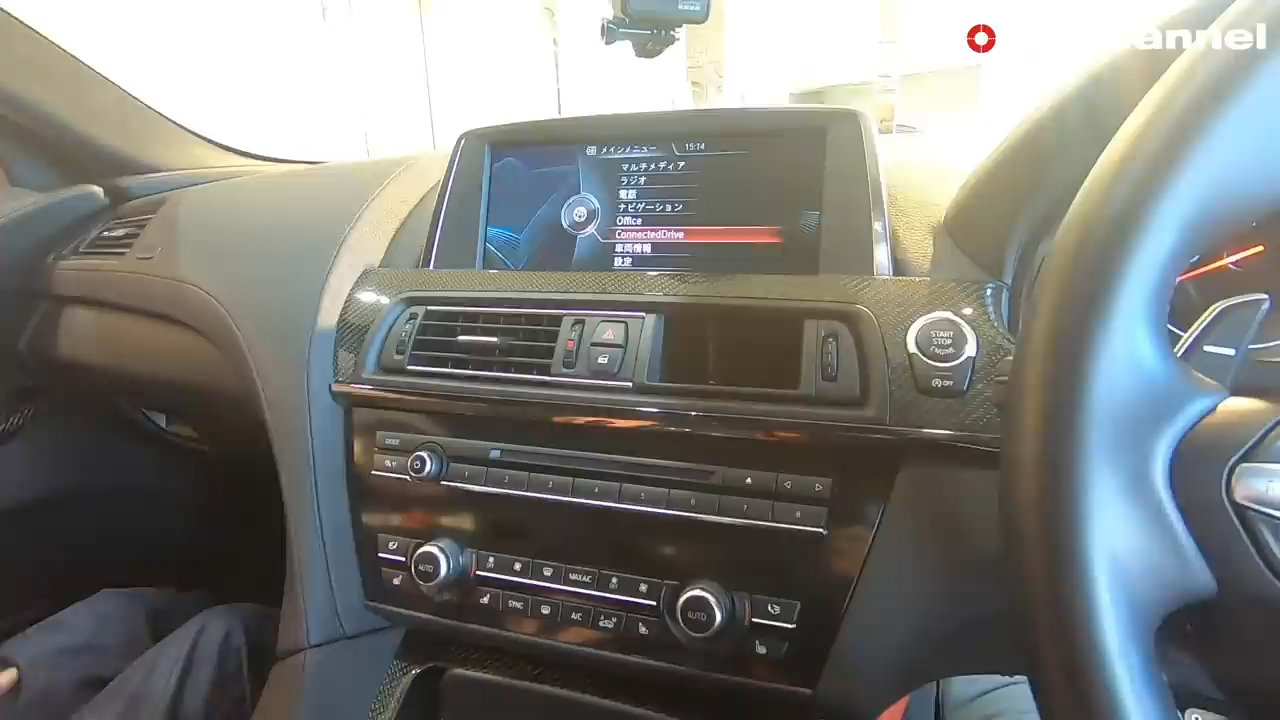 annel
メインメニュー 15:14
マルチメディア
ラジオ
電話
ナビゲーション
Office
ConnectedDrive
車両情報
設定
START
STOP
ENGINE
OFF
MODE
1 2 3 4 5 6 7 8
AUTO
MAX A/C
OFF
SYNC
A/C
AUTO